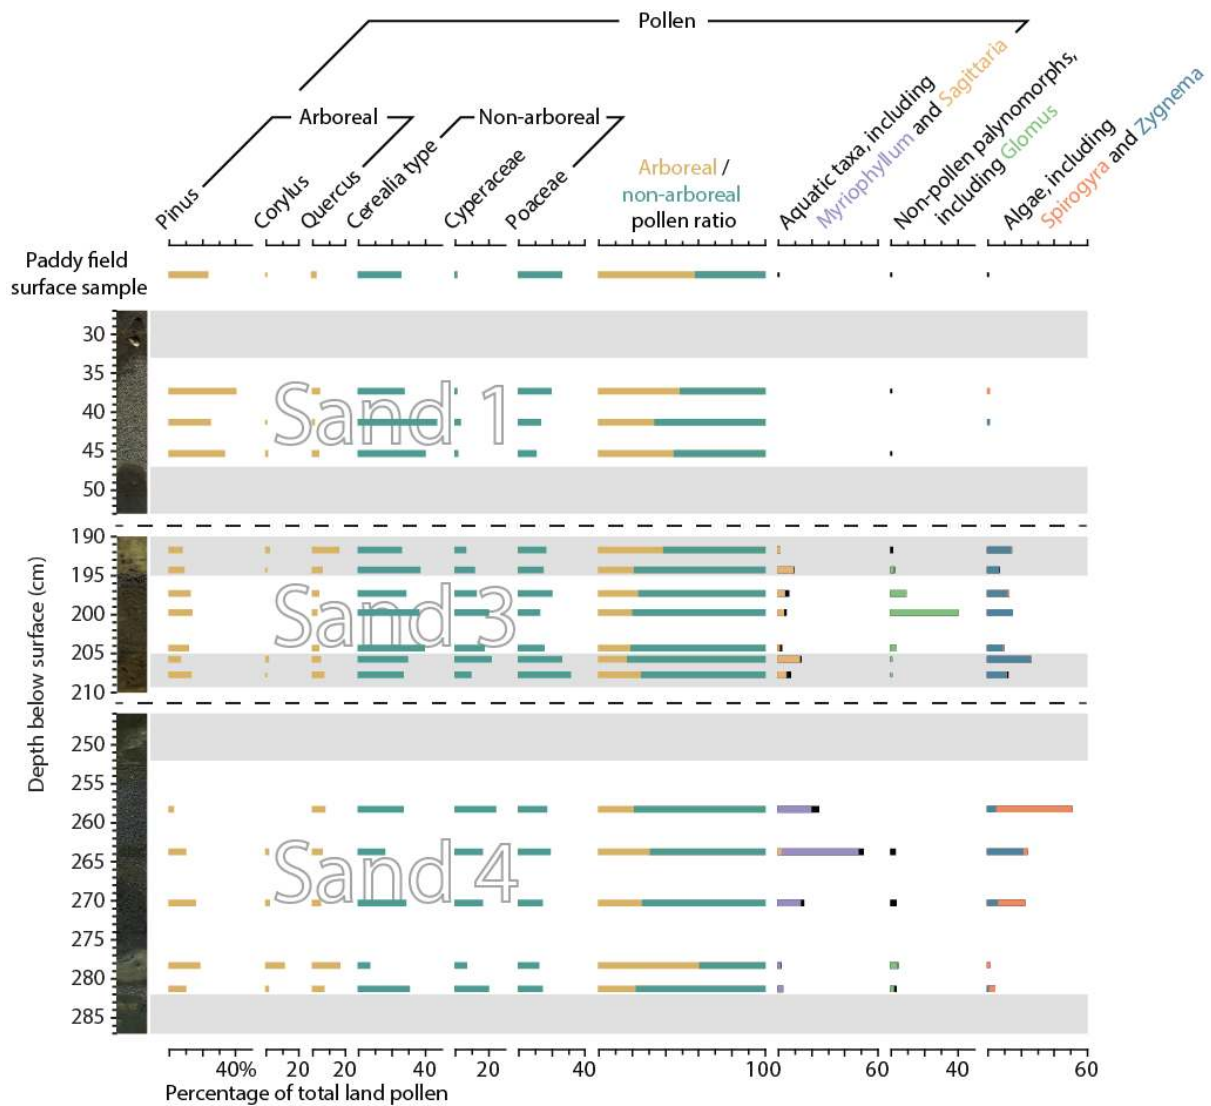 Pollen
Arboreal
Non-arboreal
Pinus
Corylus
Quercus
Cerealia type
Cyperaceae
Poaceae
Arboreal /
non-arboreal
pollen ratio
Aquatic taxa, including
Myriophyllum and Sagittaria
Non-pollen palynomorphs,
including Glomus
Algae, including
Spirogyra and Zygnema
Paddy field
surface sample
30
35
40
45
50
Sand 1
190
195
200
205
210
Sand 3
250
255
260
265
270
275
280
285
Sand 4
Depth below surface (cm)
40% 20 20 40 20 40 100 60 40 60
Percentage of total land pollen